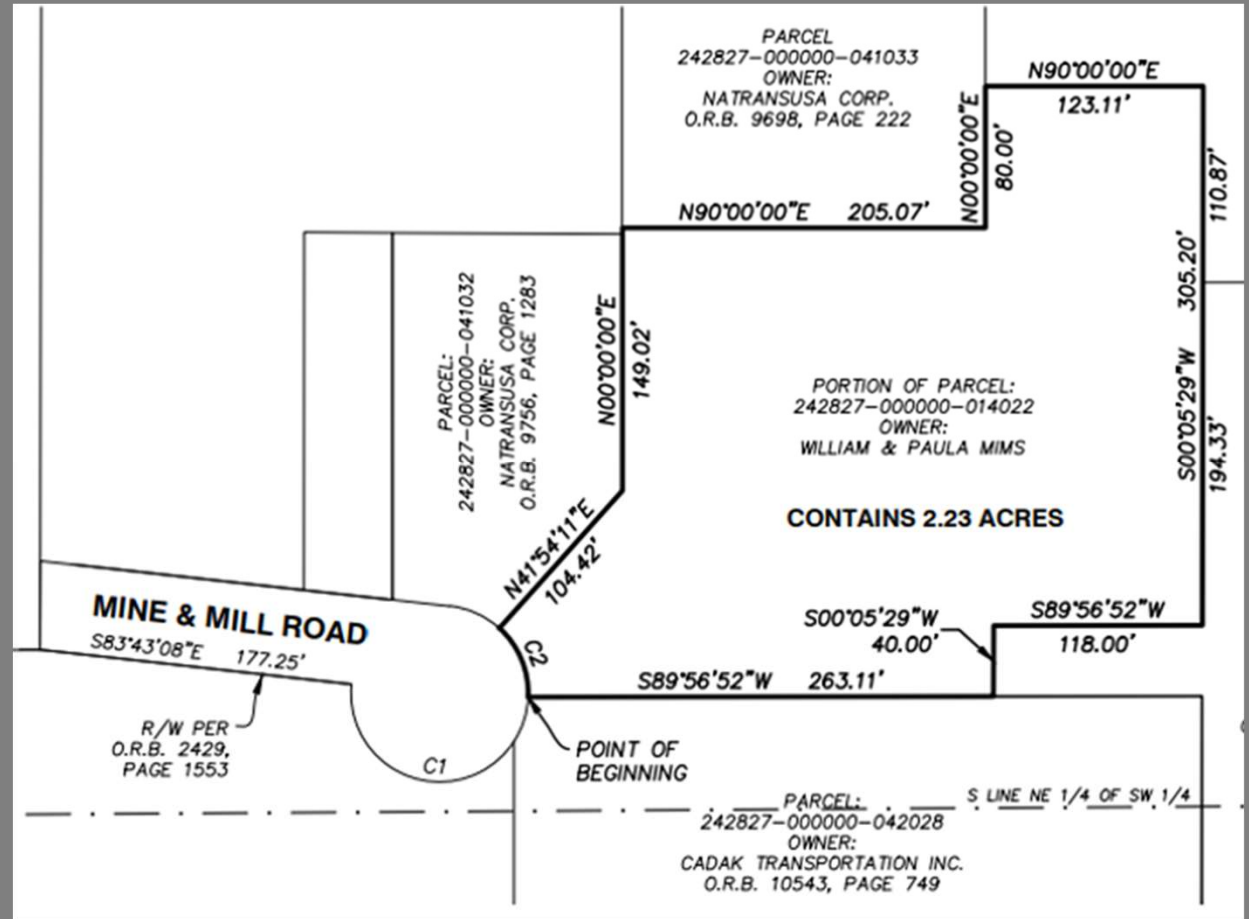 PARCEL
242827-000000-041033
OWNER:
NATRANSUSA CORP.
O.R.B. 9698, PAGE 222
N90°00'00"E
123.11'
N00°00'00"E
80.00'
110.87'
N90°00'00"E 205.07'
305.20'
S00°05'29"W
194.33'
PARCEL:
242827-000000-041032
OWNER:
NATRANSUSA CORP.
O.R.B. 9756, PAGE 1283
N00°00'00"E
149.02'
PORTION OF PARCEL:
242827-000000-014022
OWNER:
WILLIAM & PAULA MIMS
CONTAINS 2.23 ACRES
N41°54'11"E
104.42'
MINE & MILL ROAD
S83°43'08"E 177.25'
C2
S00°05'29"W
40.00'
S89°56'52"W
118.00'
S89°56'52"W 263.11'
R/W PER
O.R.B. 2429,
PAGE 1553
C1
POINT OF
BEGINNING
S LINE NE 1/4 OF SW 1/4
PARCEL:
242827-000000-042028
OWNER:
CADAK TRANSPORTATION INC.
O.R.B. 10543, PAGE 749